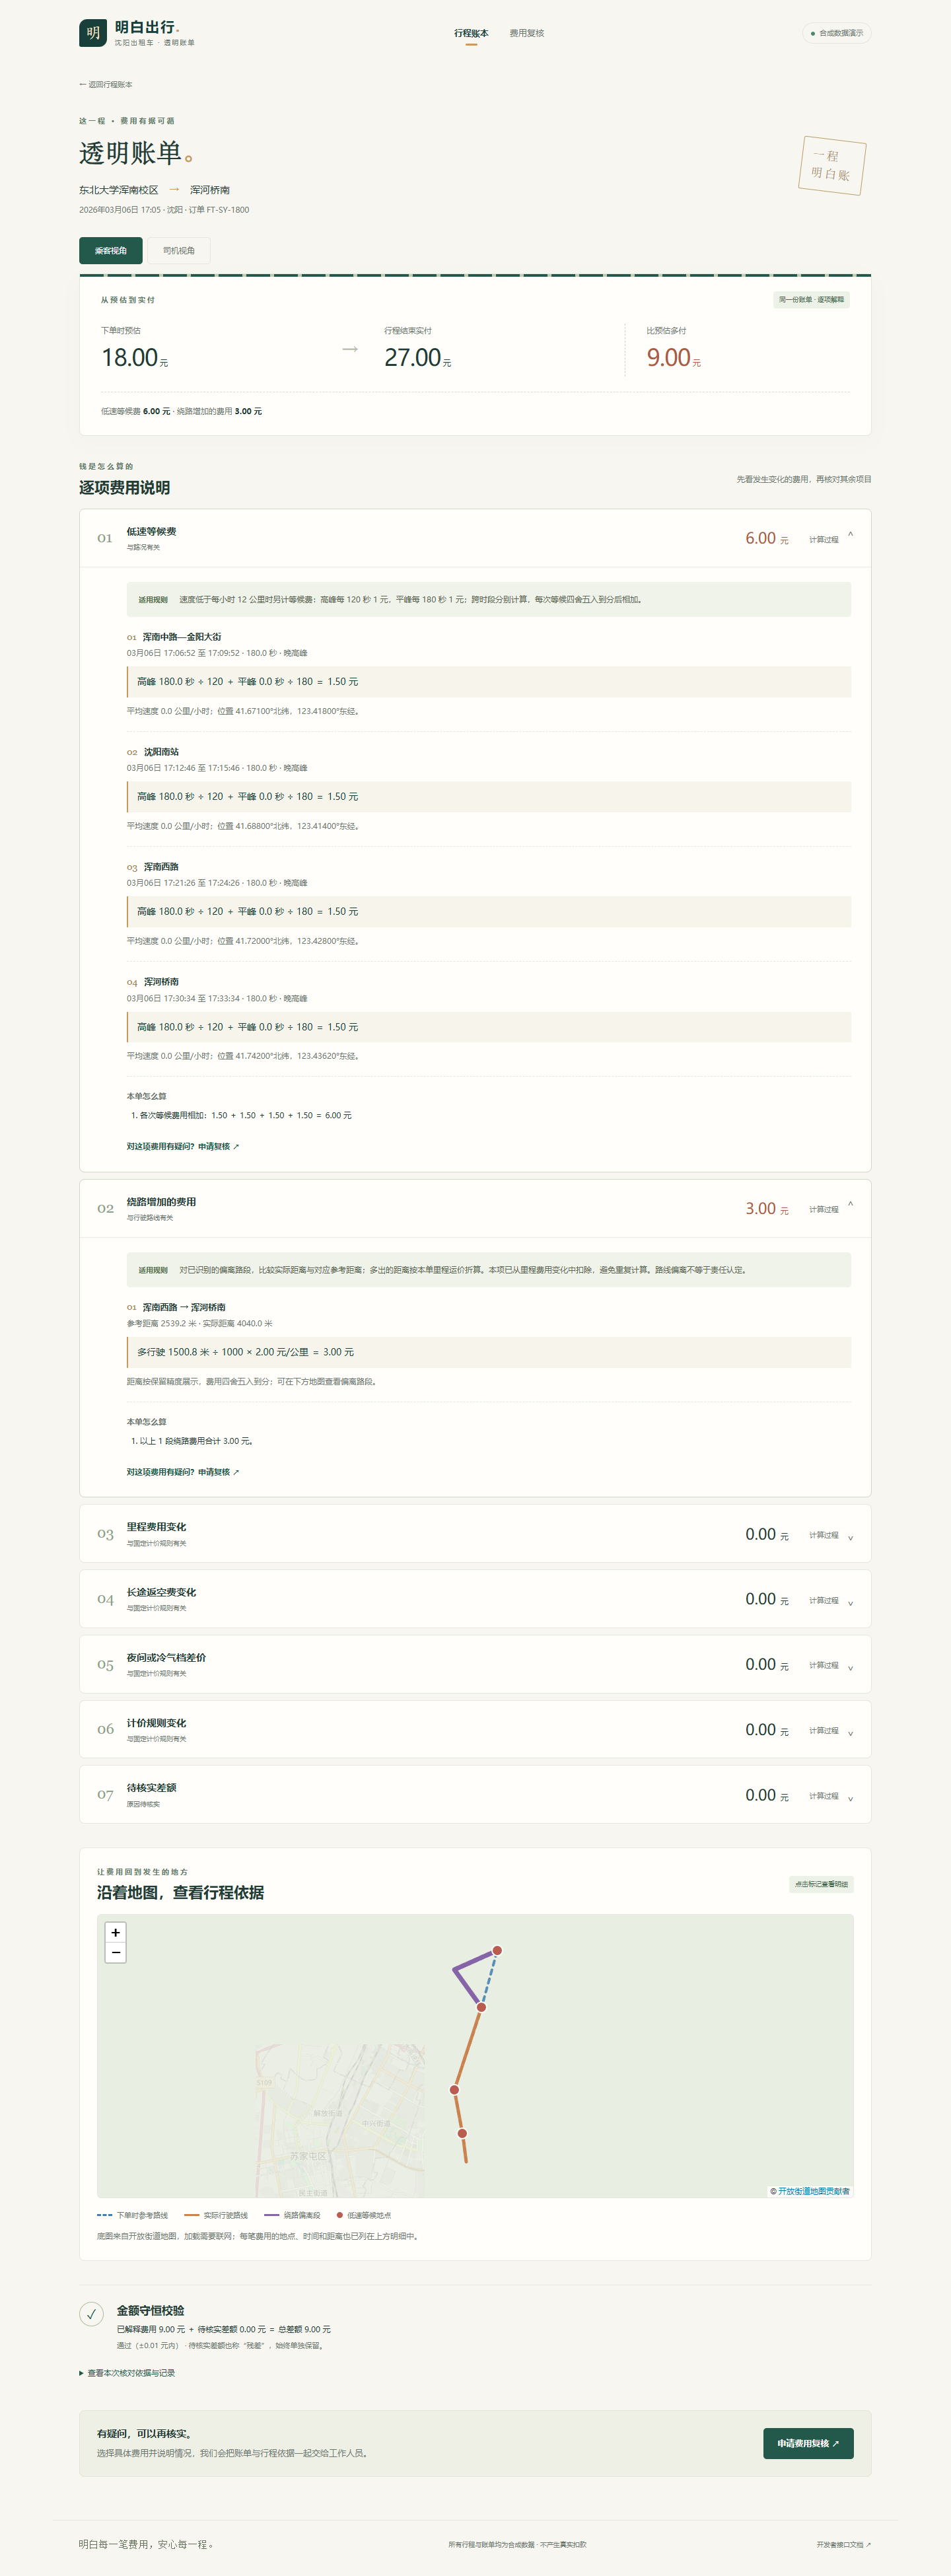 明
明白出行.
沈阳出租车 · 透明账单
行程账本
费用复核
合成数据演示
← 返回行程账本
这一程 · 费用有据可循
透明账单。
一程
明白账
东北大学浑南校区 → 浑河桥南
2026年03月06日 17:05 · 沈阳 · 订单 FT-SY-1800
乘客视角
司机视角
从预估到实付
同一份账单 · 逐项解释
下单时预估
18.00元
→
行程结束实付
27.00元
比预估多付
9.00元
低速等候费 6.00 元 · 绕路增加的费用 3.00 元
钱是怎么算的
逐项费用说明
先看发生变化的费用，再核对其余项目
01 低速等候费
与路况有关
6.00 元
计算过程
适用规则 速度低于每小时 12 公里时另计等候费；高峰每 120 秒 1 元，平峰每 180 秒 1 元；跨时段分别计算，每次等候四舍五入到分后相加。
01 浑南中路—金阳大街
03月06日 17:06:52 至 17:09:52 · 180.0 秒 · 晚高峰
高峰 180.0 秒 ÷ 120 + 平峰 0.0 秒 ÷ 180 = 1.50 元
平均速度 0.0 公里/小时；位置 41.67100°北纬，123.41800°东经。
02 沈阳南站
03月06日 17:12:46 至 17:15:46 · 180.0 秒 · 晚高峰
高峰 180.0 秒 ÷ 120 + 平峰 0.0 秒 ÷ 180 = 1.50 元
平均速度 0.0 公里/小时；位置 41.68800°北纬，123.41400°东经。
03 浑南西路
03月06日 17:21:26 至 17:24:26 · 180.0 秒 · 晚高峰
高峰 180.0 秒 ÷ 120 + 平峰 0.0 秒 ÷ 180 = 1.50 元
平均速度 0.0 公里/小时；位置 41.72000°北纬，123.42800°东经。
04 浑河桥南
03月06日 17:30:34 至 17:33:34 · 180.0 秒 · 晚高峰
高峰 180.0 秒 ÷ 120 + 平峰 0.0 秒 ÷ 180 = 1.50 元
平均速度 0.0 公里/小时；位置 41.74200°北纬，123.43620°东经。
本单怎么算
1. 各次等候费用相加：1.50 + 1.50 + 1.50 + 1.50 = 6.00 元
对这项费用有疑问？申请复核 ↗
02 绕路增加的费用
与行驶路线有关
3.00 元
计算过程
适用规则 对已识别的偏离路段，比较实际距离与对应参考距离；多出的距离按本单里程运价折算。本项已从里程费用变化中扣除，避免重复计算。路线偏离不等于责任认定。
01 浑南西路 → 浑河桥南
参考距离 2539.2 米 · 实际距离 4040.0 米
多行驶 1500.8 米 ÷ 1000 × 2.00 元/公里 = 3.00 元
距离按保留精度展示，费用四舍五入到分；可在下方地图查看偏离路段。
本单怎么算
1. 以上 1 段绕路费用合计 3.00 元。
对这项费用有疑问？申请复核 ↗
03 里程费用变化
与固定计价规则有关
0.00 元
计算过程
04 长途返空费变化
与固定计价规则有关
0.00 元
计算过程
05 夜间或冷气档差价
与固定计价规则有关
0.00 元
计算过程
06 计价规则变化
与固定计价规则有关
0.00 元
计算过程
07 待核实差额
原因待核实
0.00 元
计算过程
让费用回到发生的地方
沿着地图，查看行程依据
点击标记查看明细
+
−
解放街道
中兴街道
苏家屯区
民主街道
© 开放街道地图贡献者
下单时参考路线
实际行驶路线
绕路偏离段
低速等候地点
底图来自开放街道地图，加载需要联网；每笔费用的地点、时间和距离也已列在上方明细中。
✓ 金额守恒校验
已解释费用 9.00 元 + 待核实差额 0.00 元 = 总差额 9.00 元
通过（±0.01 元内） · 待核实差额也称“残差”，始终单独保留。
▶ 查看本次核对依据与记录
有疑问，可以再核实。
选择具体费用并说明情况，我们会把账单与行程依据一起交给工作人员。
申请费用复核 ↗
明白每一笔费用，安心每一程。
所有行程与账单均为合成数据 · 不产生真实扣款
开发者接口文档 ↗